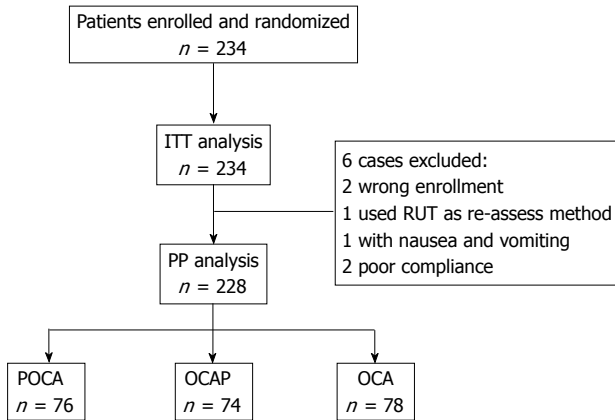 Patients enrolled and randomized
n = 234
ITT analysis
n = 234
6 cases excluded:
2 wrong enrollment
1 used RUT as re-assess method
1 with nausea and vomiting
2 poor compliance
PP analysis
n = 228
POCA
n = 76
OCAP
n = 74
OCA
n = 78